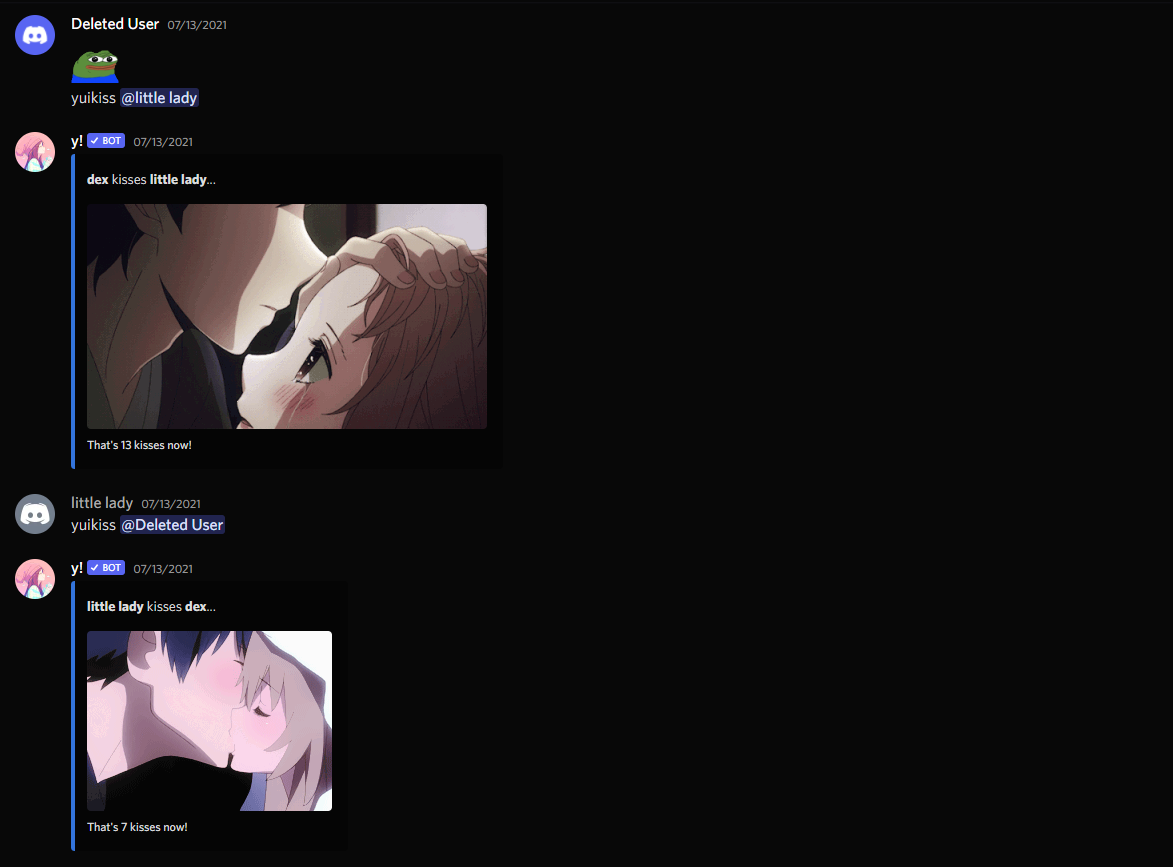 Deleted User 07/13/2021
yuikiss @little lady
y! BOT 07/13/2021
dex kisses little lady...
That's 13 kisses now!
little lady 07/13/2021
yuikiss @Deleted User
y! BOT 07/13/2021
little lady kisses dex...
That's 7 kisses now!